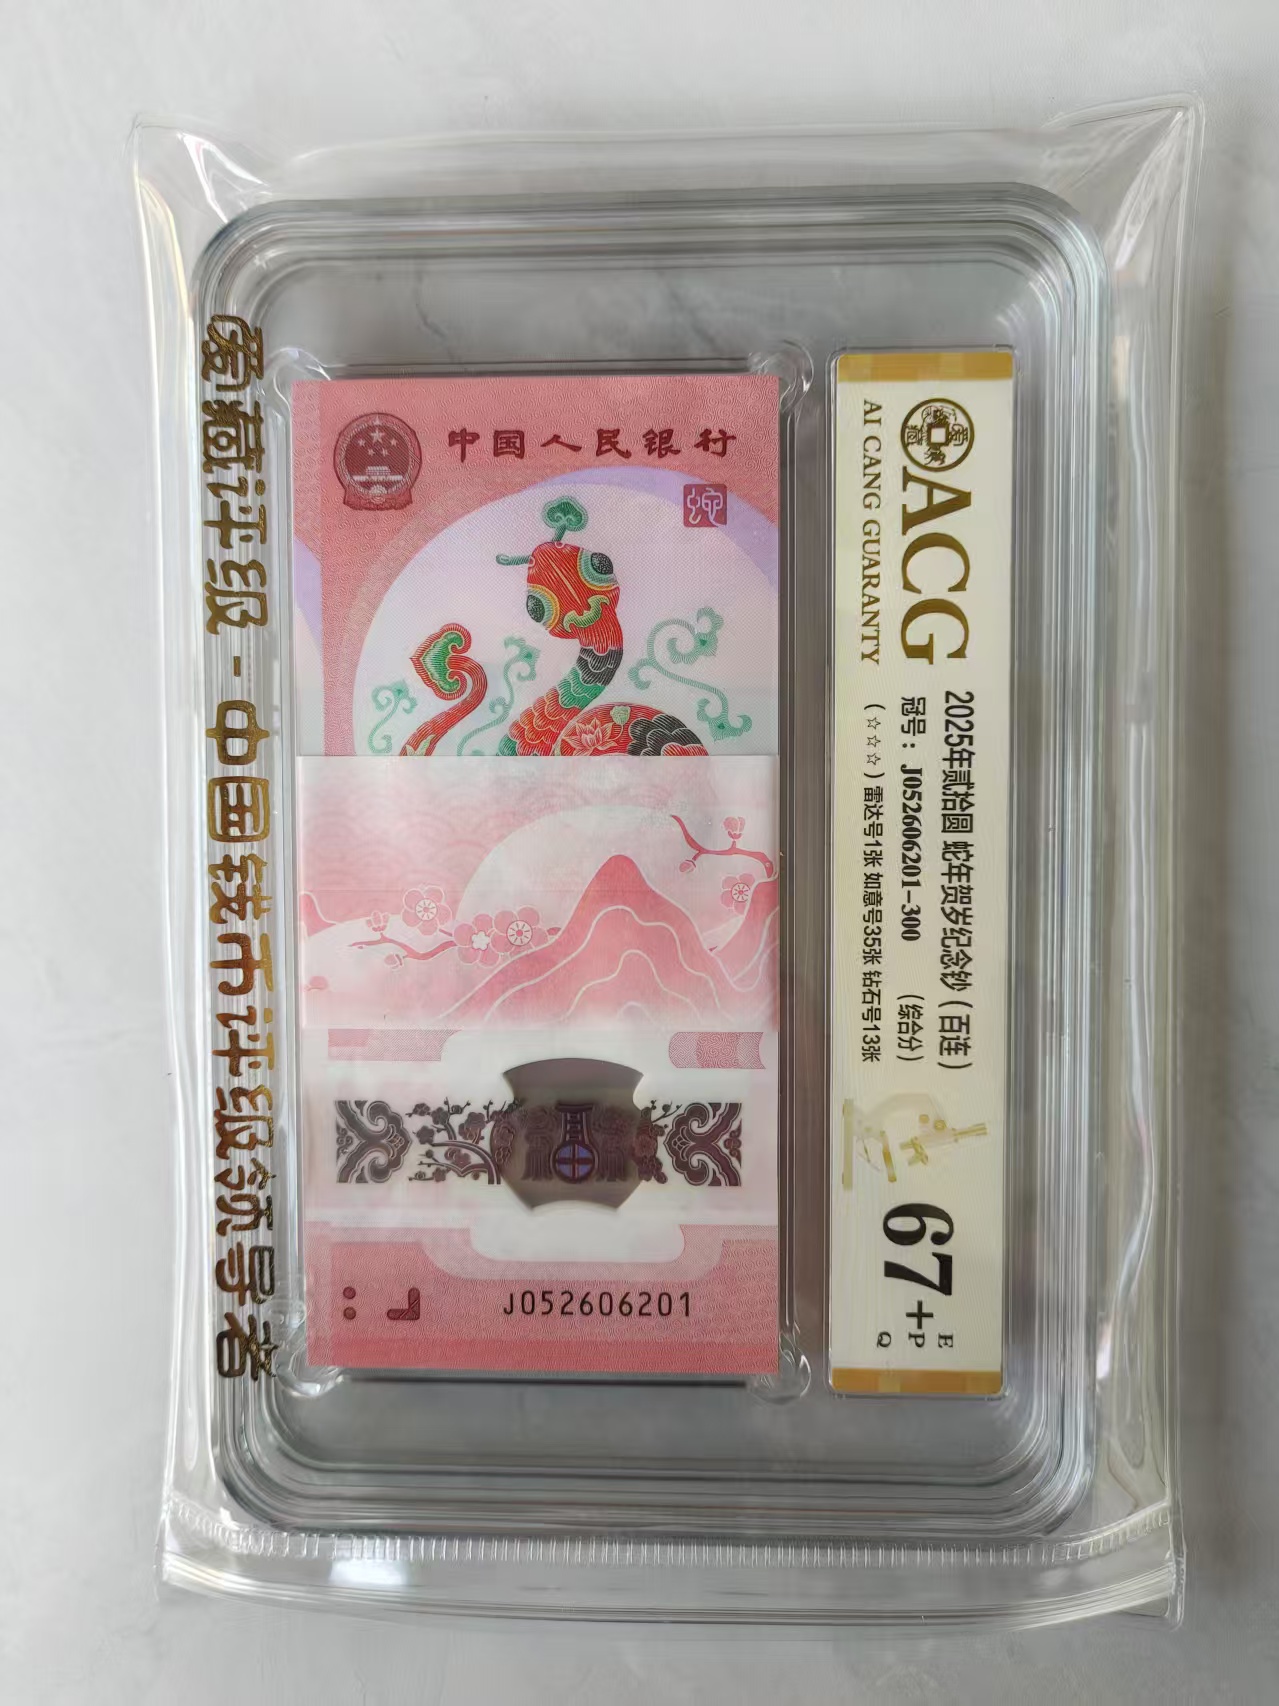 爱藏评级-中国钱币评级领导者
中国人民银行
蛇
J052606201
爱藏
ACG
AI CANG GUARANTY
2025年贰拾圆 蛇年贺岁纪念钞（百连）
冠号：J052606201-300 （综合分）
（☆☆☆）雷达号1张 如意号35张 钻石号13张
67+
E
P
Q